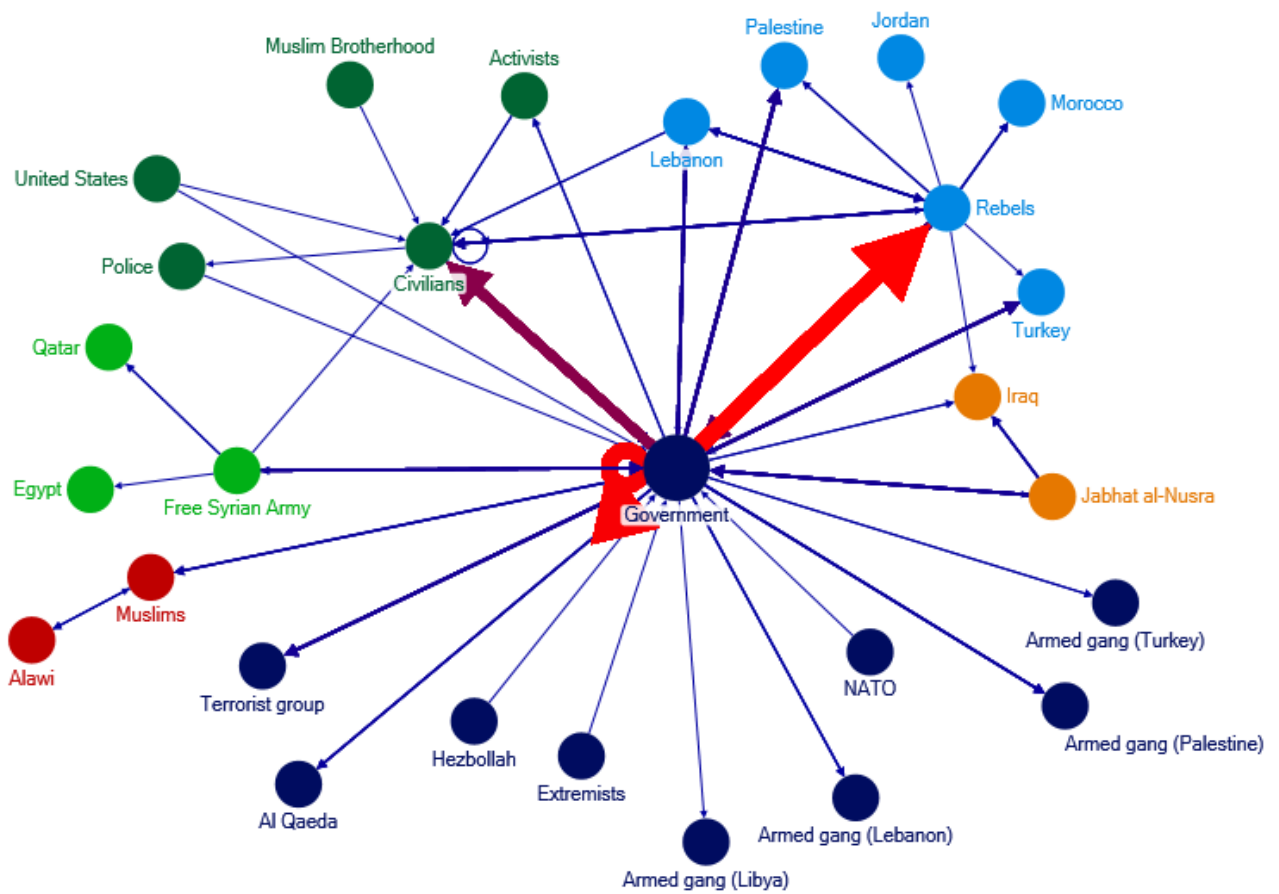 Jordan
Palestine
Muslim Brotherhood
Activists
Morocco
Lebanon
United States
Rebels
Police
Civilians
Turkey
Qatar
Iraq
Egypt
Free Syrian Army
Jabhat al-Nusra
Government
Muslims
Armed gang (Turkey)
Alawi
NATO
Terrorist group
Armed gang (Palestine)
Hezbollah
Extremists
Al Qaeda
Armed gang (Lebanon)
Armed gang (Libya)